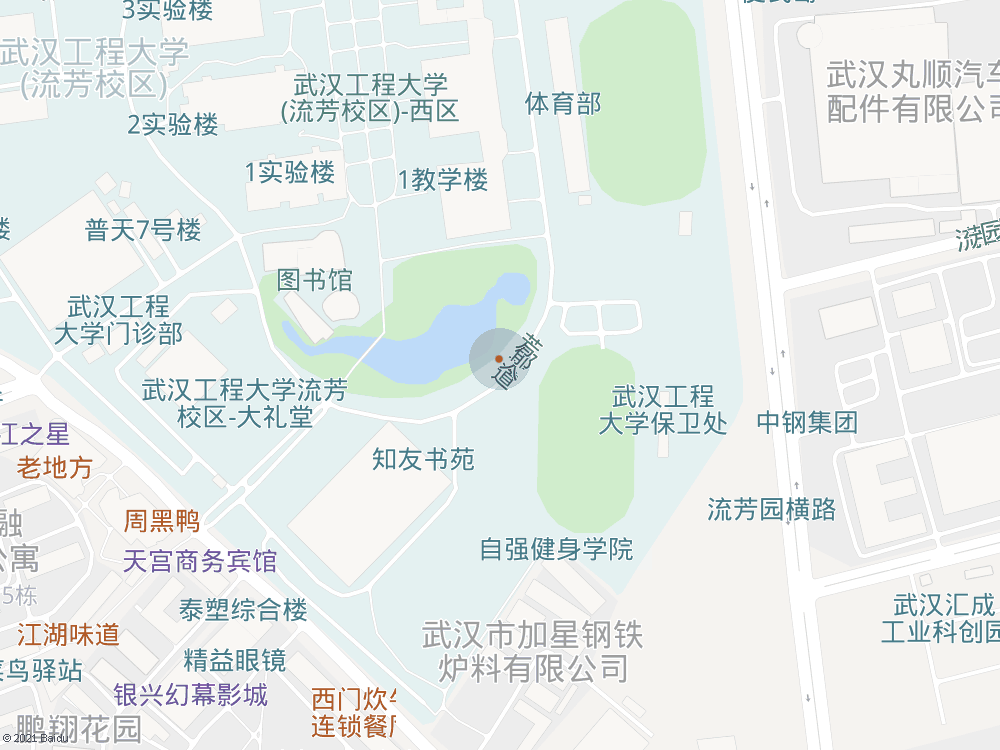 3实验楼
武汉工程大学
(流芳校区)
武汉工程大学
(流芳校区)-西区
体育部
武汉丸顺汽车
配件有限公司
2实验楼
1实验楼
1教学楼
楼
普天7号楼
流园
图书馆
武汉工程
大学门诊部
武汉工程大学流芳
校区-大礼堂
武汉工程
大学保卫处
中钢集团
江之星
老地方
知友书苑
周黑鸭
流芳园横路
融
公寓
天宫商务宾馆
自强健身学院
5栋
泰塑综合楼
武汉汇成
工业科创园
江湖味道
武汉市加星钢铁
炉料有限公司
精益眼镜
菜鸟驿站
银兴幻幕影城
西门炊牛
连锁餐厅
鹏翔花园
© 2021 Baidu